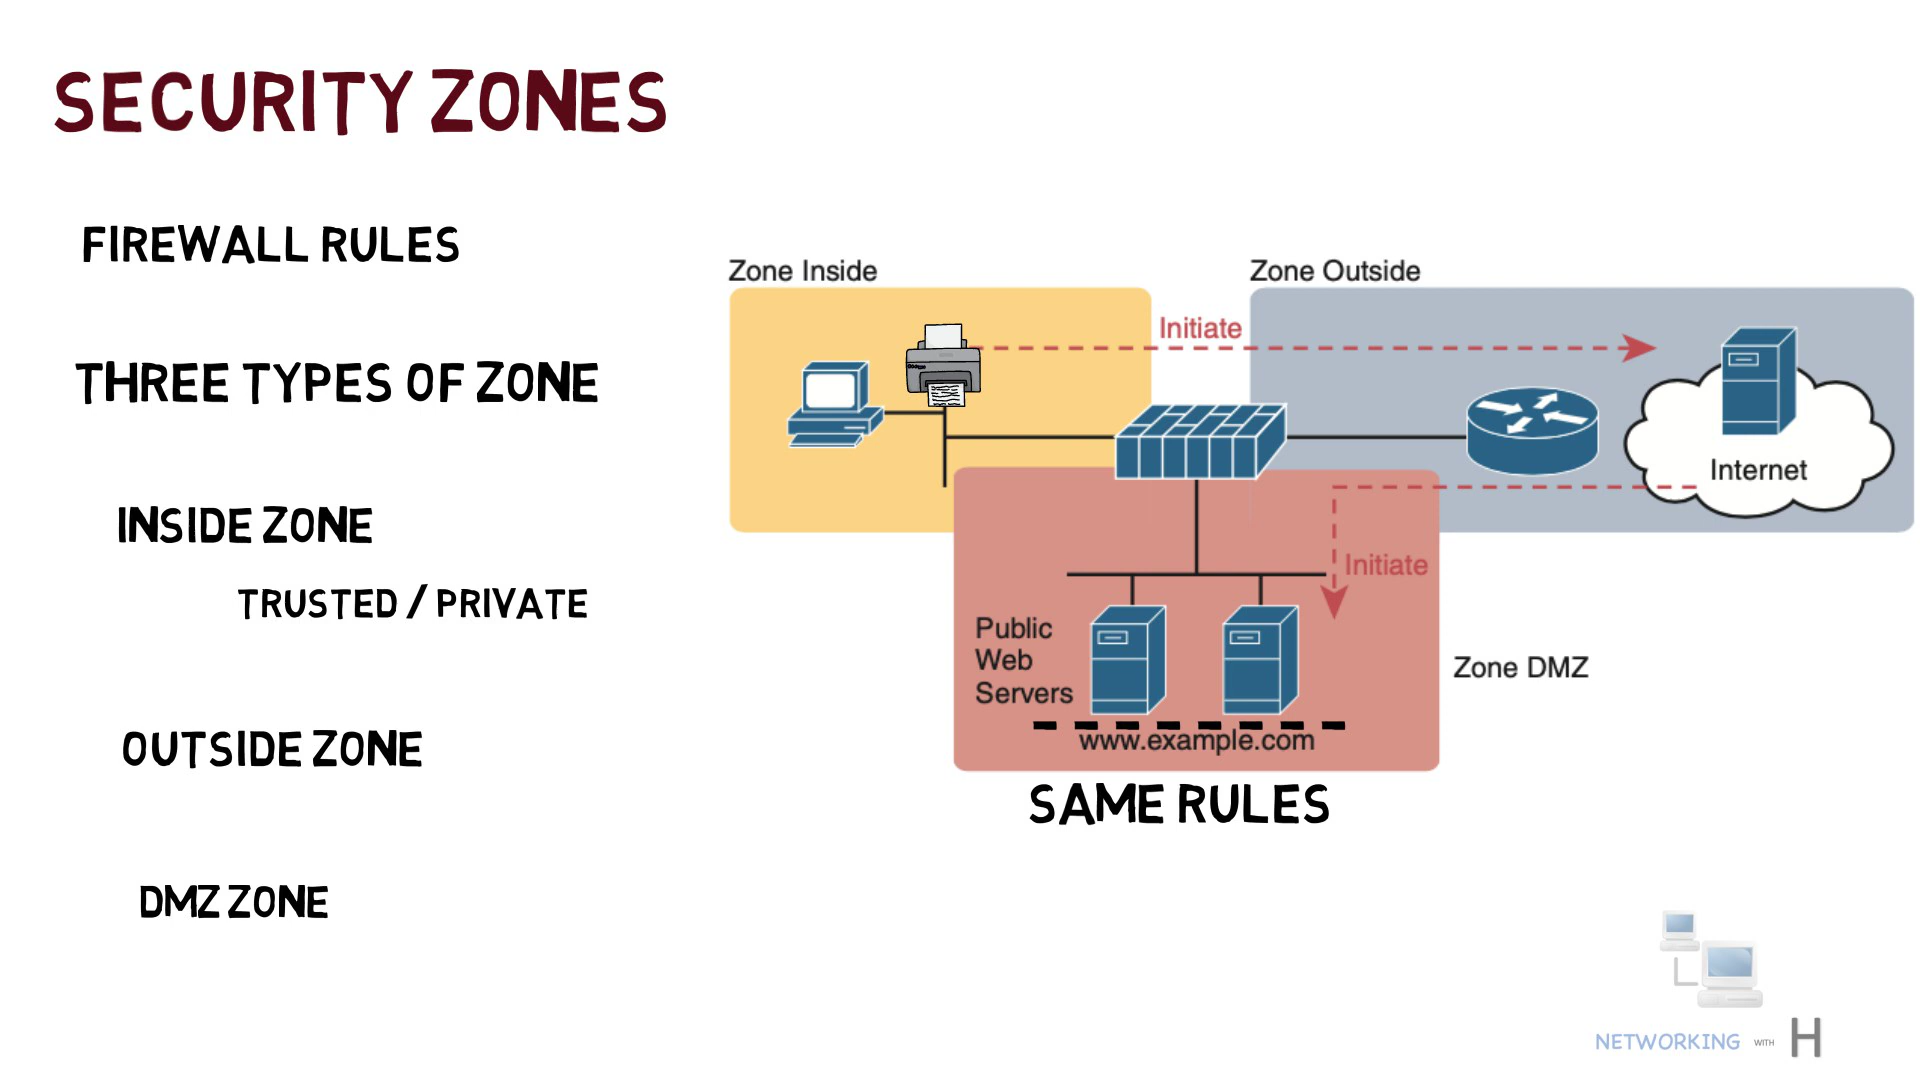 SECURITY ZONES
FIREWALL RULES
THREE TYPES OF ZONE
INSIDE ZONE
TRUSTED / PRIVATE
OUTSIDE ZONE
DMZ ZONE
Zone Inside
Zone Outside
Initiate
Internet
Initiate
Public
Web
Servers
Zone DMZ
www.example.com
SAME RULES
NETWORKING WITH H